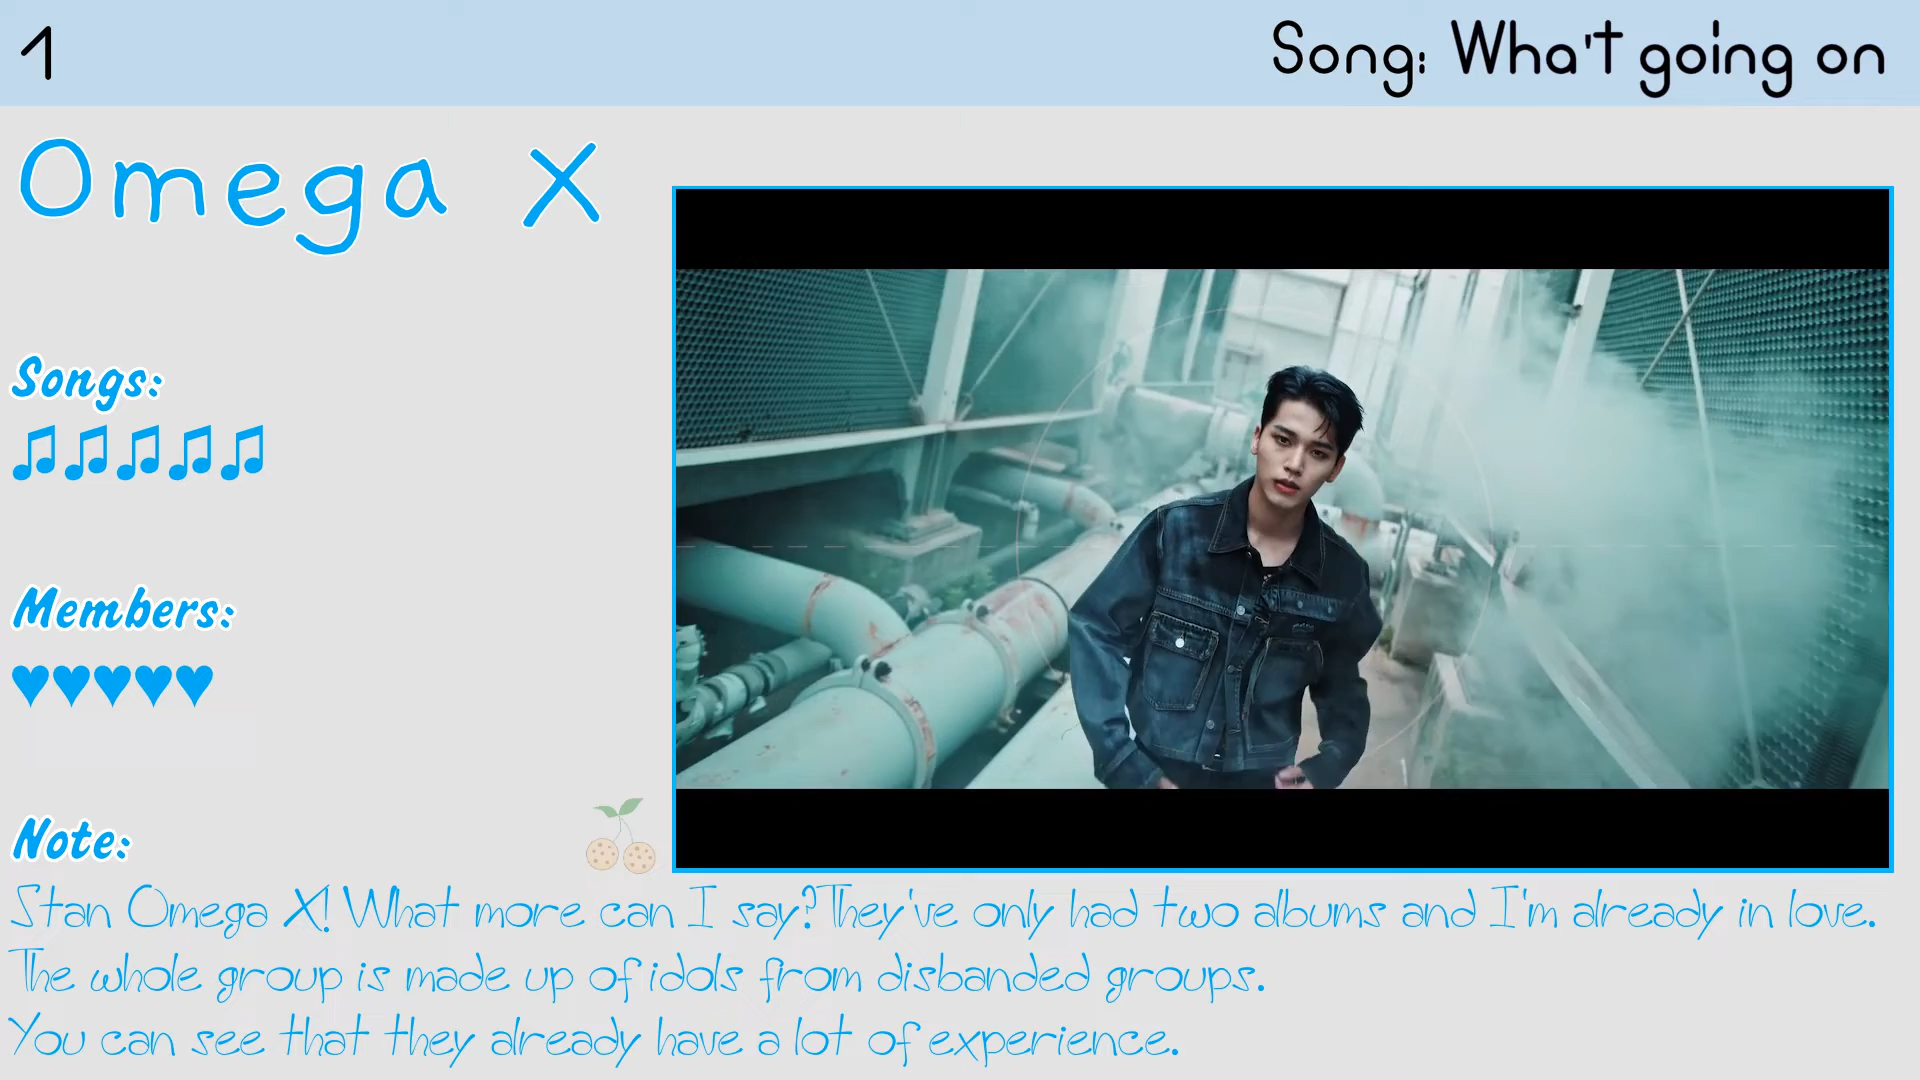 1
Song: Wha't going on
Omega X
Songs:
♫♫♫♫♫
Members:
♥♥♥♥♥
Note:
Stan Omega X! What more can I say? They've only had two albums and I'm already in love.
The whole group is made up of idols from disbanded groups.
You can see that they already have a lot of experience.